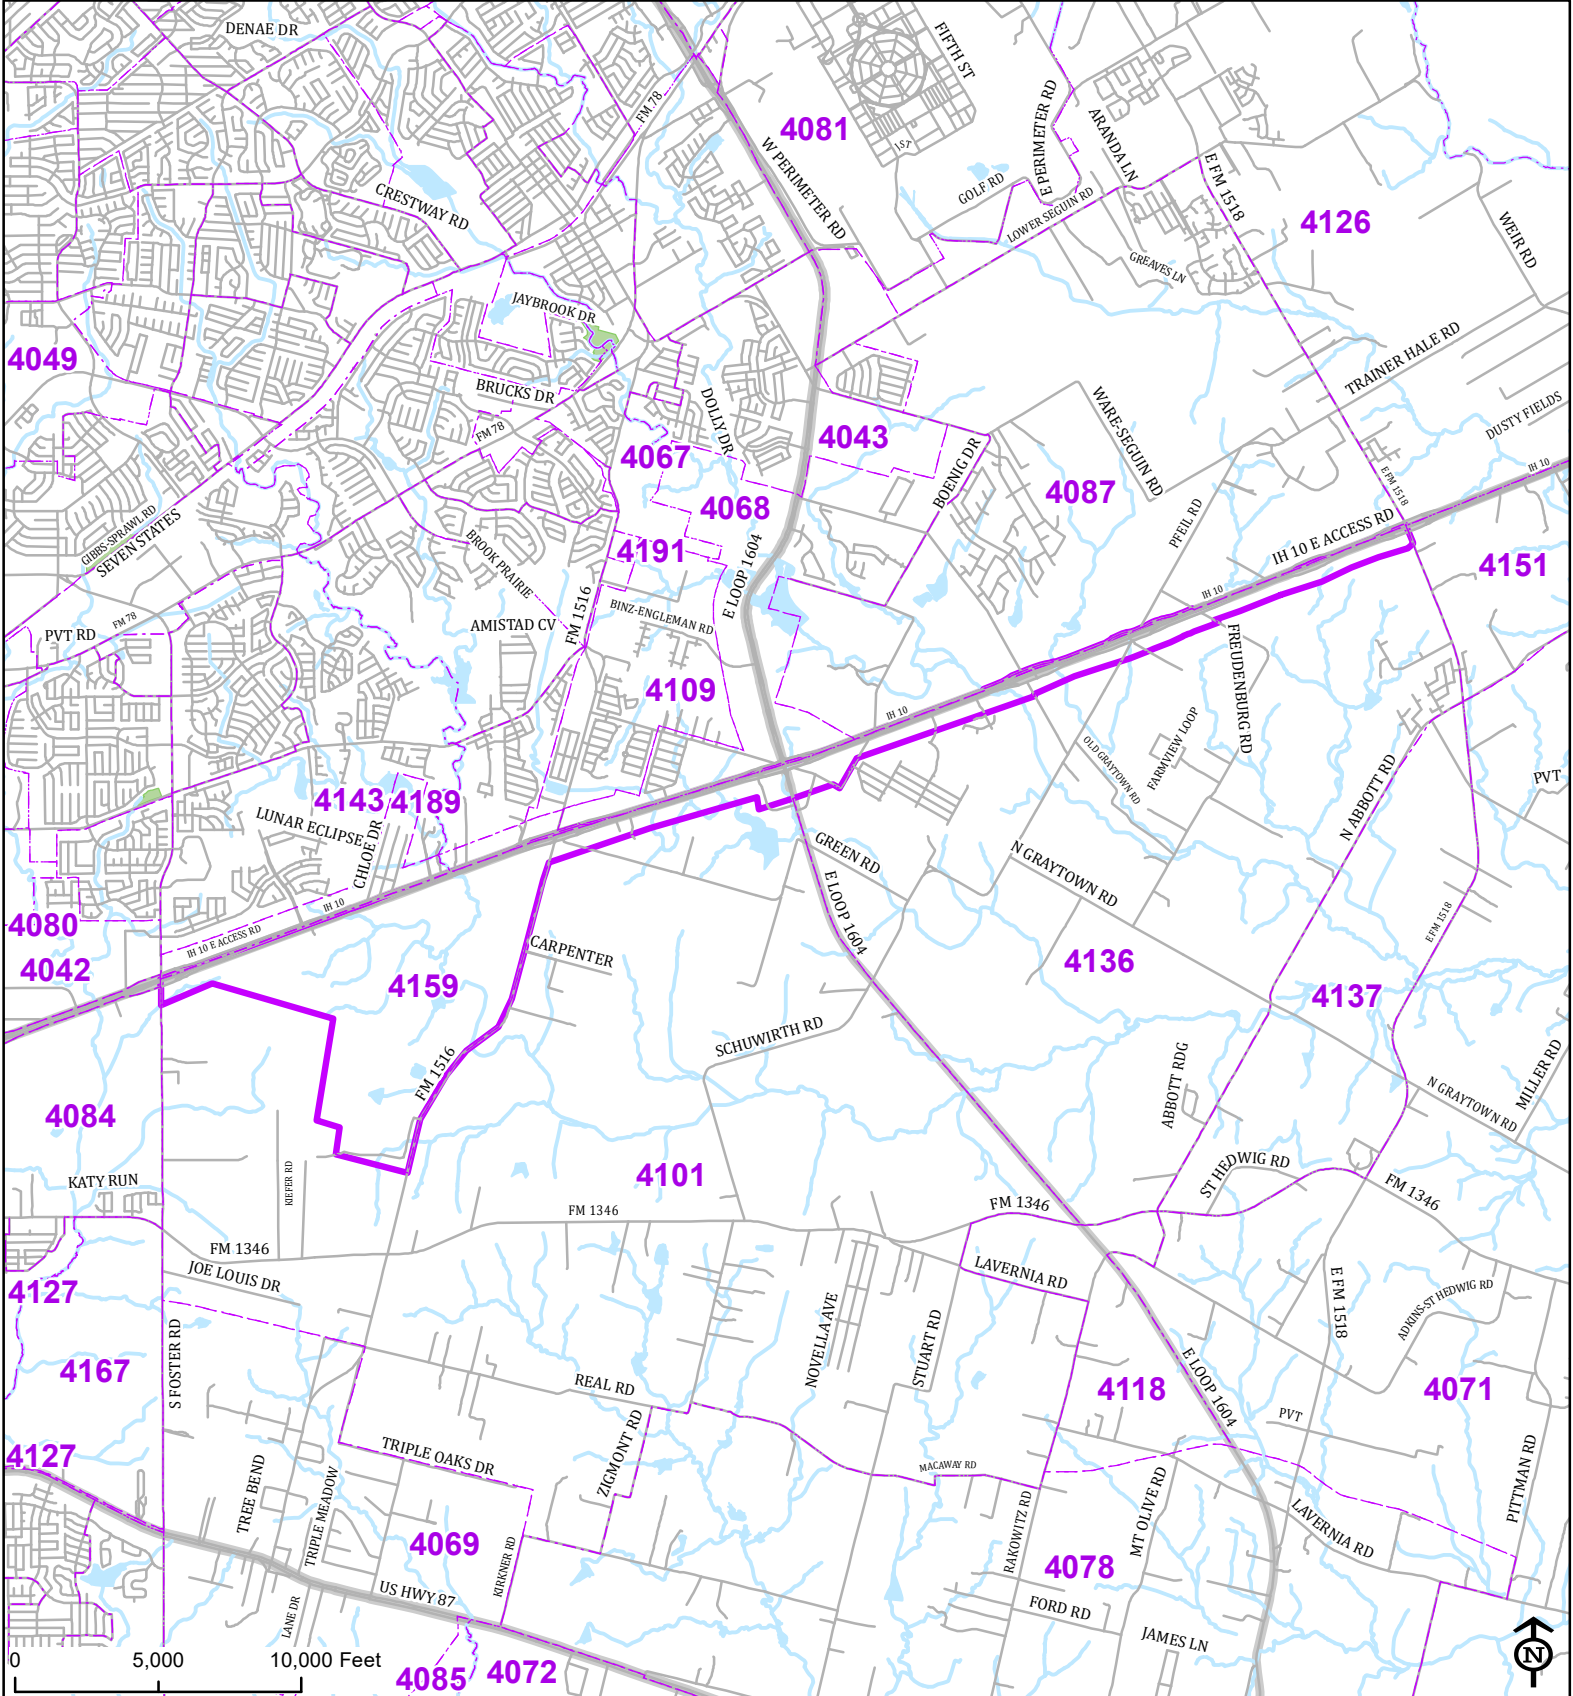 DENAE DR
FIFTH ST
FM 78
4081
E PERIMETER RD
ARANDA LN
1ST
W PERIMETER RD
E FM 1518
GOLF RD
CRESTWAY RD
LOWER SEGUIN RD
4126
WEIR RD
GREAVES LN
JAYBROOK DR
4049
TRAINER HALE RD
BRUCKS DR
DOLLY DR
WARE-SEGUIN RD
DUSTY FIELDS
FM 78
4043
4067
BOENIG DR
IH 10
E FM 1518
4087
4068
GIBBS-SPRAWL RD
SEVEN STATES
PFEIL RD
IH 10 E ACCESS RD
BROOK PRAIRIE
4191
E LOOP 1604
4151
IH 10
FM 1516
BINZ-ENGLEMAN RD
FM 78
PVT RD
AMISTAD CV
FREUDENBURG RD
4109
IH 10
FARMVIEW LOOP
OLD GRAYTOWN RD
PVT
N ABBOTT RD
4143
4189
LUNAR ECLIPSE
CHLOE DR
GREEN RD
N GRAYTOWN RD
E LOOP 1604
IH 10
4080
E FM 1518
IH 10 E ACCESS RD
CARPENTER
4042
4136
4159
4137
SCHUWIRTH RD
FM 1516
MILLER RD
ABBOTT RDG
4084
N GRAYTOWN RD
ST HEDWIG RD
KATY RUN
KIEFER RD
4101
FM 1346
FM 1346
FM 1346
FM 1346
JOE LOUIS DR
LAVERNIA RD
4127
E FM 1518
ADKINS-ST HEDWIG RD
NOVELLA AVE
STUART RD
S FOSTER RD
4167
REAL RD
E LOOP 1604
4118
4071
PVT
ZIGMONT RD
4127
TRIPLE OAKS DR
MACAWAY RD
PITTMAN RD
TREE BEND
TRIPLE MEADOW
RAKOWITZ RD
MT OLIVE RD
LAVERNIA RD
4069
KIRKNER RD
4078
US HWY 87
LANE DR
FORD RD
JAMES LN
0 5,000 10,000 Feet
4085
4072
N